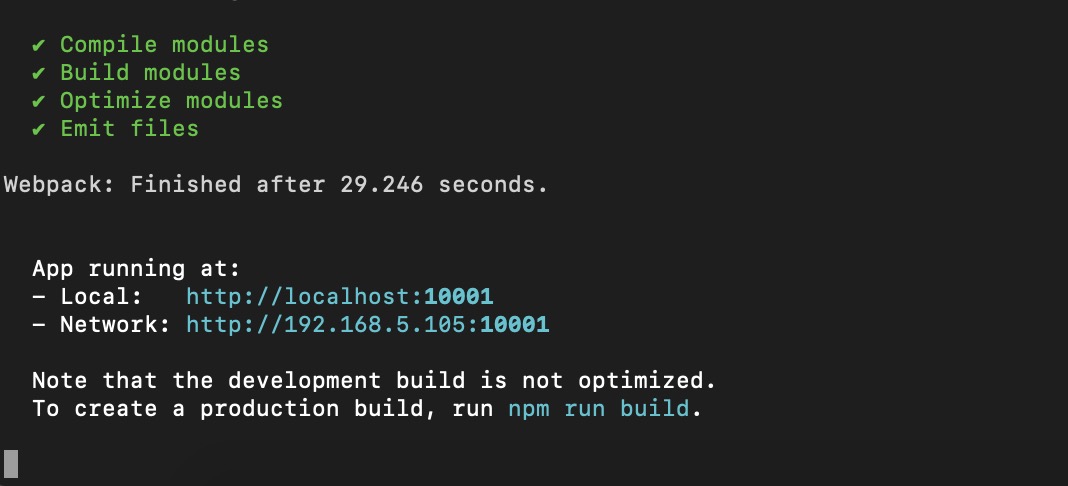 ✔ Compile modules
✔ Build modules
✔ Optimize modules
✔ Emit files
Webpack: Finished after 29.246 seconds.
App running at:
- Local:   http://localhost:10001
- Network: http://192.168.5.105:10001
Note that the development build is not optimized.
To create a production build, run npm run build.